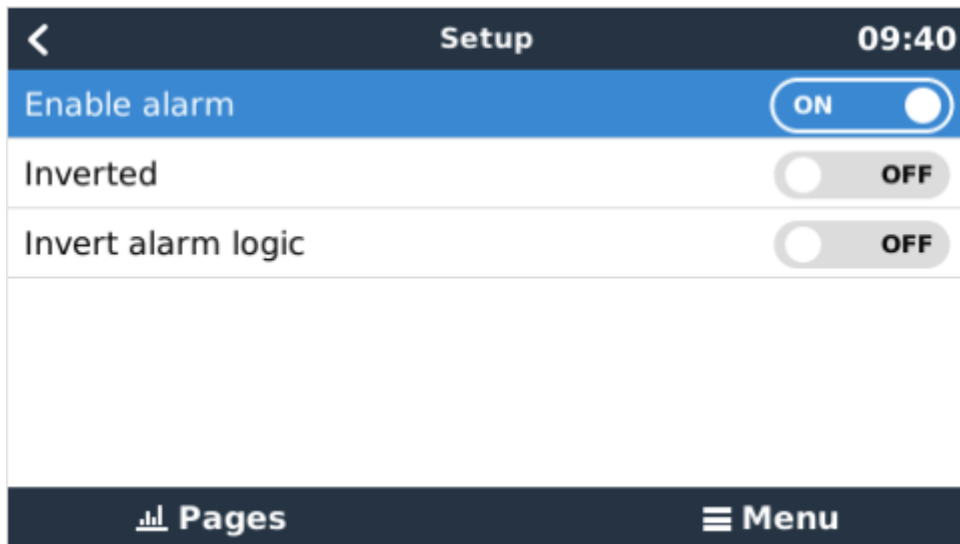 Setup 09:40
Enable alarm ON
Inverted OFF
Invert alarm logic OFF
Pages Menu